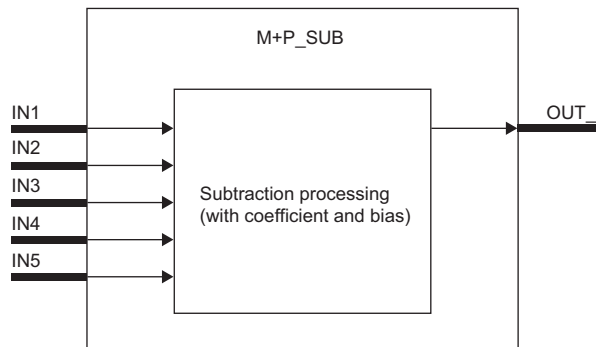 M+P_SUB
IN1
OUT_
IN2
IN3
Subtraction processing
(with coefficient and bias)
IN4
IN5